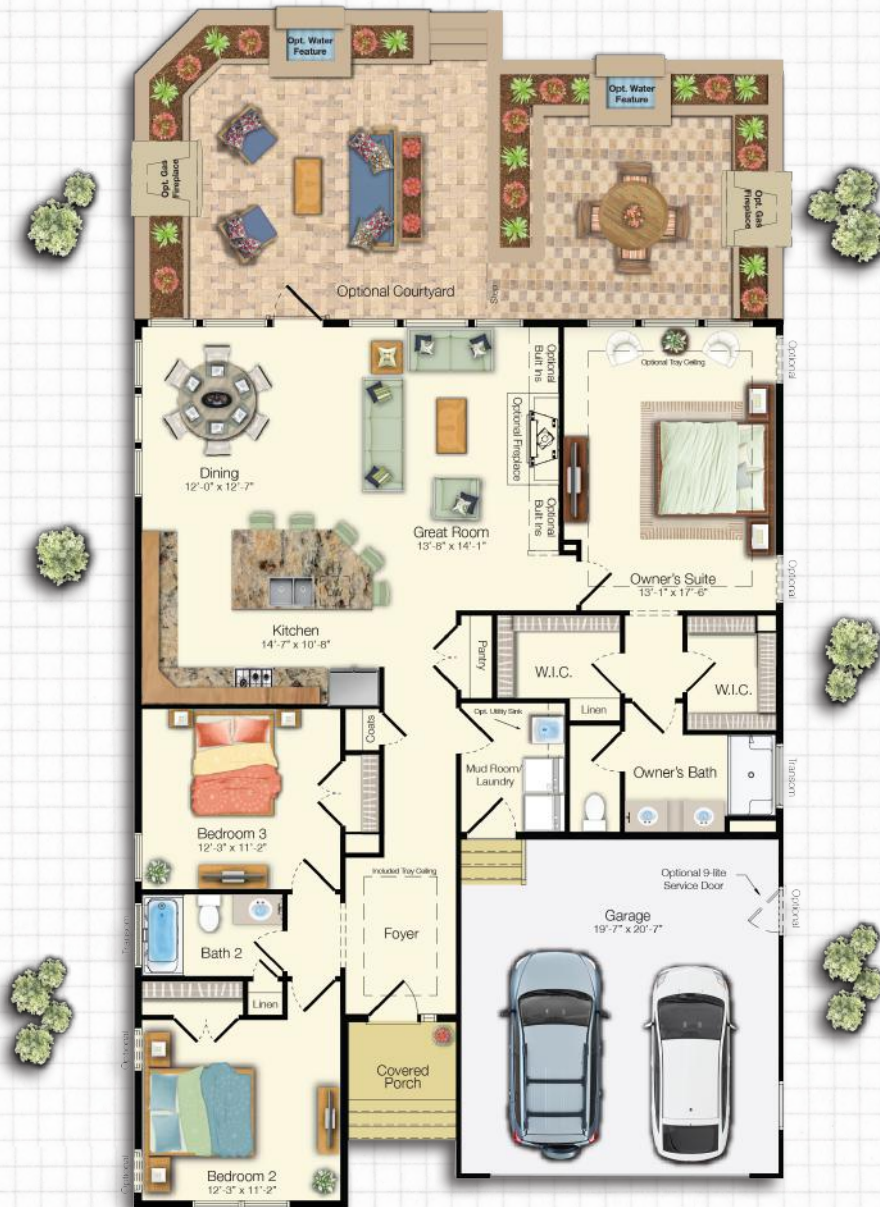 Opt. Water
Feature
Opt. Water
Feature
Opt. Gas
Fireplace
Opt. Gas
Fireplace
Optional Courtyard
Step
Optional
Built Ins
Optional Tray Ceiling
Optional
Dining
12'-0" x 12'-7"
Optional Fireplace
Great Room
13'-8" x 14'-1"
Optional
Built Ins
Optional
Owner's Suite
13'-1" x 17'-6"
Kitchen
14'-7" x 10'-8"
Pantry
W.I.C.
W.I.C.
Linen
Opt. Utility Sink
Coats
Mud Room/
Laundry
Owner's Bath
Transom
Bedroom 3
12'-3" x 11'-2"
Included Tray Ceiling
Optional 9-lite
Service Door
Optional
Garage
19'-7" x 20'-7"
Foyer
Transom
Bath 2
Linen
Optional
Covered
Porch
Optional
Bedroom 2
12'-3" x 11'-2"